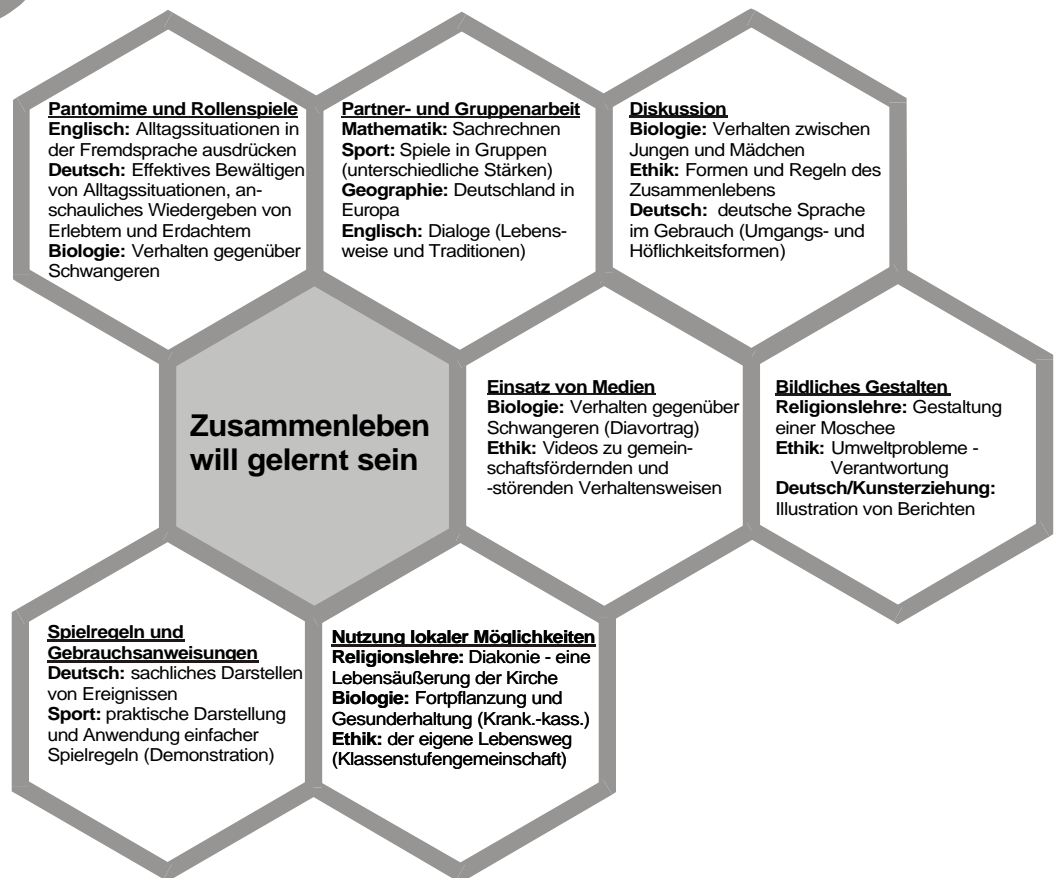 Pantomime und Rollenspiele
Englisch: Alltagssituationen in
der Fremdsprache ausdrücken
Deutsch: Effektives Bewältigen
von Alltagssituationen, an-
schauliches Wiedergeben von
Erlebtem und Erdachtem
Biologie: Verhalten gegenüber
Schwangeren
Partner- und Gruppenarbeit
Mathematik: Sachrechnen
Sport: Spiele in Gruppen
(unterschiedliche Stärken)
Geographie: Deutschland in
Europa
Englisch: Dialoge (Lebens-
weise und Traditionen)
Diskussion
Biologie: Verhalten zwischen
Jungen und Mädchen
Ethik: Formen und Regeln des
Zusammenlebens
Deutsch: deutsche Sprache
im Gebrauch (Umgangs- und
Höflichkeitsformen)
Zusammenleben
will gelernt sein
Einsatz von Medien
Biologie: Verhalten gegenüber
Schwangeren (Diavortrag)
Ethik: Videos zu gemein-
schaftsfördernden und
-störenden Verhaltensweisen
Bildliches Gestalten
Religionslehre: Gestaltung
einer Moschee
Ethik: Umweltprobleme -
Verantwortung
Deutsch/Kunsterziehung:
Illustration von Berichten
Spielregeln und
Gebrauchsanweisungen
Deutsch: sachliches Darstellen
von Ereignissen
Sport: praktische Darstellung
und Anwendung einfacher
Spielregeln (Demonstration)
Nutzung lokaler Möglichkeiten
Religionslehre: Diakonie - eine
Lebensäußerung der Kirche
Biologie: Fortpflanzung und
Gesunderhaltung (Krank.-kass.)
Ethik: der eigene Lebensweg
(Klassenstufengemeinschaft)